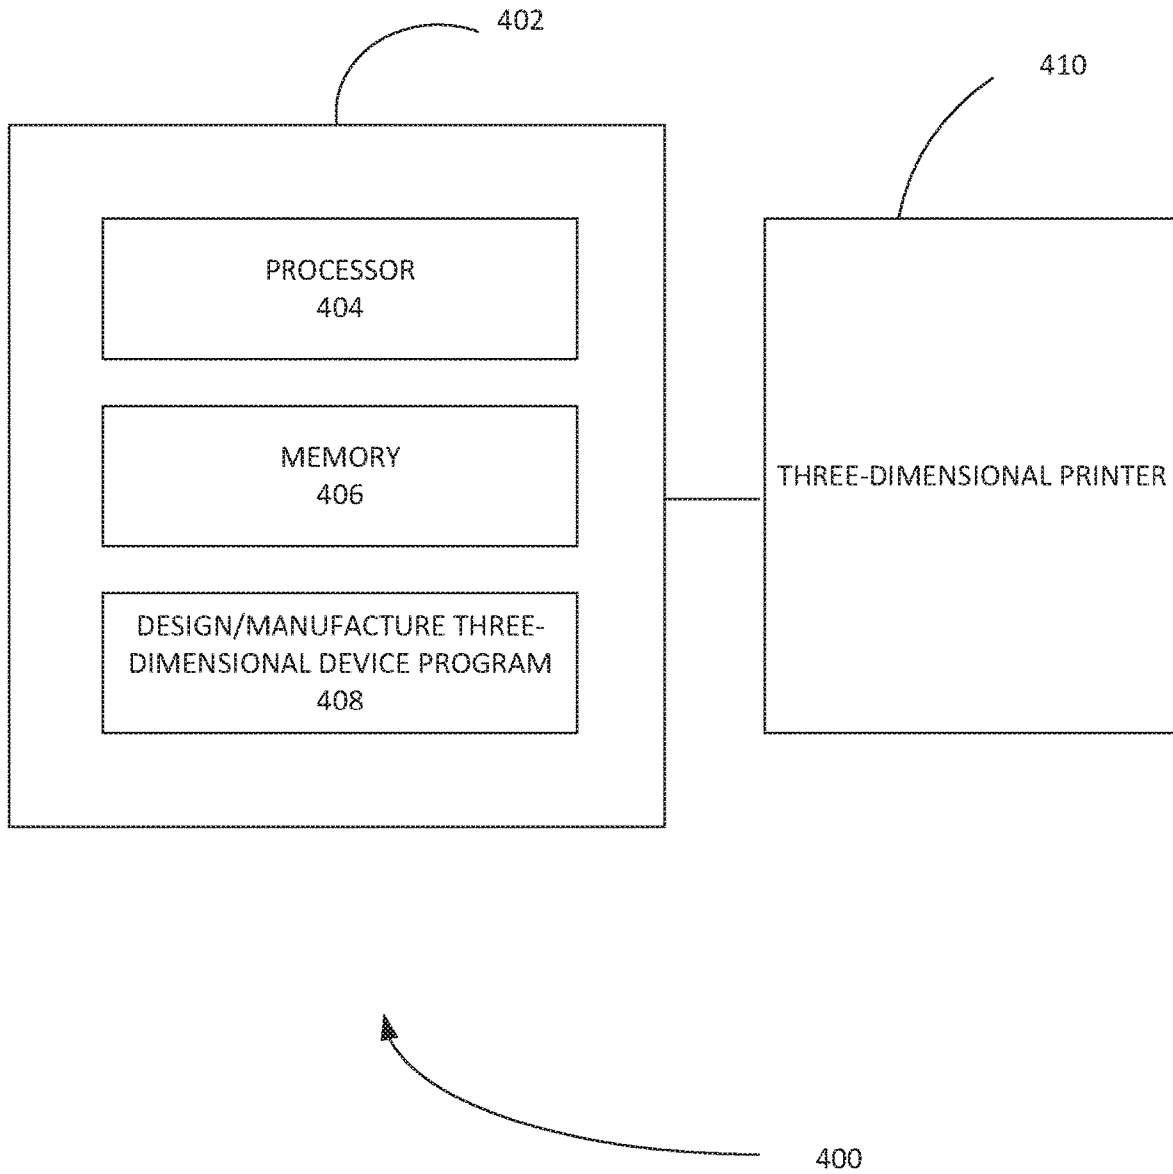 402
410
PROCESSOR
404
MEMORY
406
THREE-DIMENSIONAL PRINTER
DESIGN/MANUFACTURE THREE-
DIMENSIONAL DEVICE PROGRAM
408
400